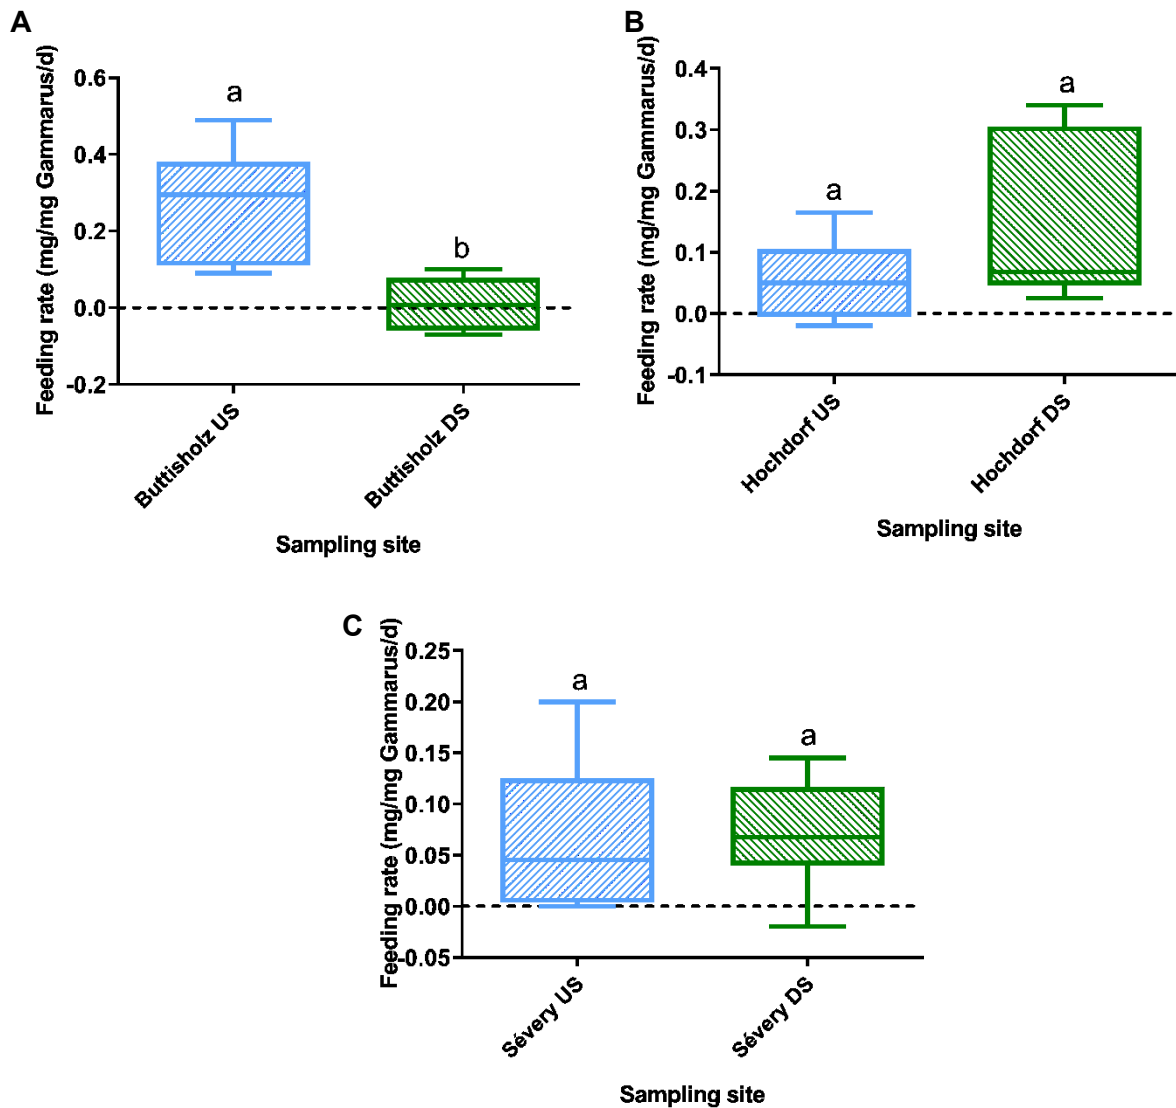 A
Feeding rate (mg/mg Gammarus/d)
0.6
0.4
0.2
0.0
-0.2
a
b
Buttisholz US
Buttisholz DS
Sampling site
B
Feeding rate (mg/mg Gammarus/d)
0.4
0.3
0.2
0.1
0.0
-0.1
a
a
Hochdorf US
Hochdorf DS
Sampling site
C
Feeding rate (mg/mg Gammarus/d)
0.25
0.20
0.15
0.10
0.05
0.00
-0.05
a
a
Sévery US
Sévery DS
Sampling site